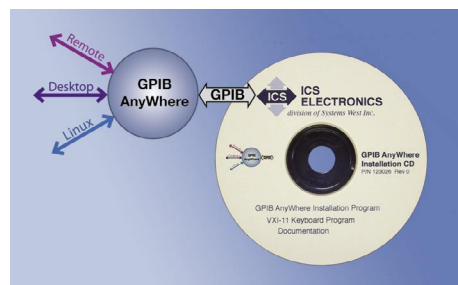 Remote
Desktop
Linux
GPIB
AnyWhere
GPIB
ICS
ICS
ELECTRONICS
division of Systems West Inc.
GPIB AnyWhere
Installation CD
P/N 123026 Rev 0
GPIB AnyWhere Installation Program
VXI-11 Keyboard Program
Documentation